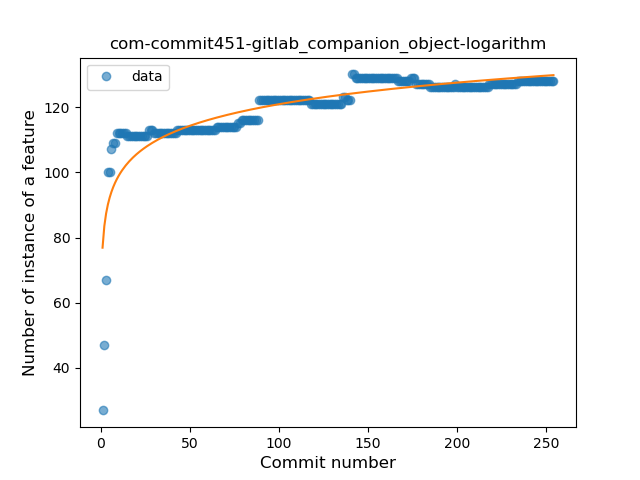 com-commit451-gitlab_companion_object-logarithm
data
Number of instance of a feature
120
100
80
60
40
0
50
100
150
200
250
Commit number